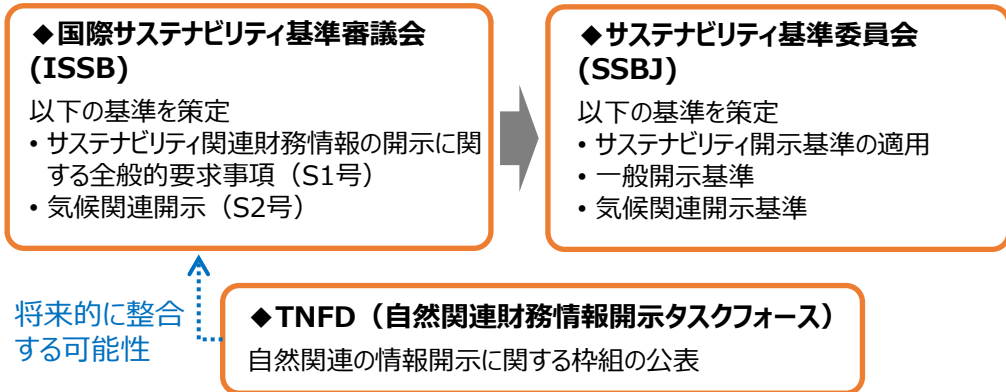 ◆国際サステナビリティ基準審議会
(ISSB)
以下の基準を策定
・サステナビリティ関連財務情報の開示に関
する全般的要求事項（S1号）
・気候関連開示（S2号）
◆サステナビリティ基準委員会
(SSBJ)
以下の基準を策定
・サステナビリティ開示基準の適用
・一般開示基準
・気候関連開示基準
将来的に整合
する可能性
◆TNFD（自然関連財務情報開示タスクフォース）
自然関連の情報開示に関する枠組の公表